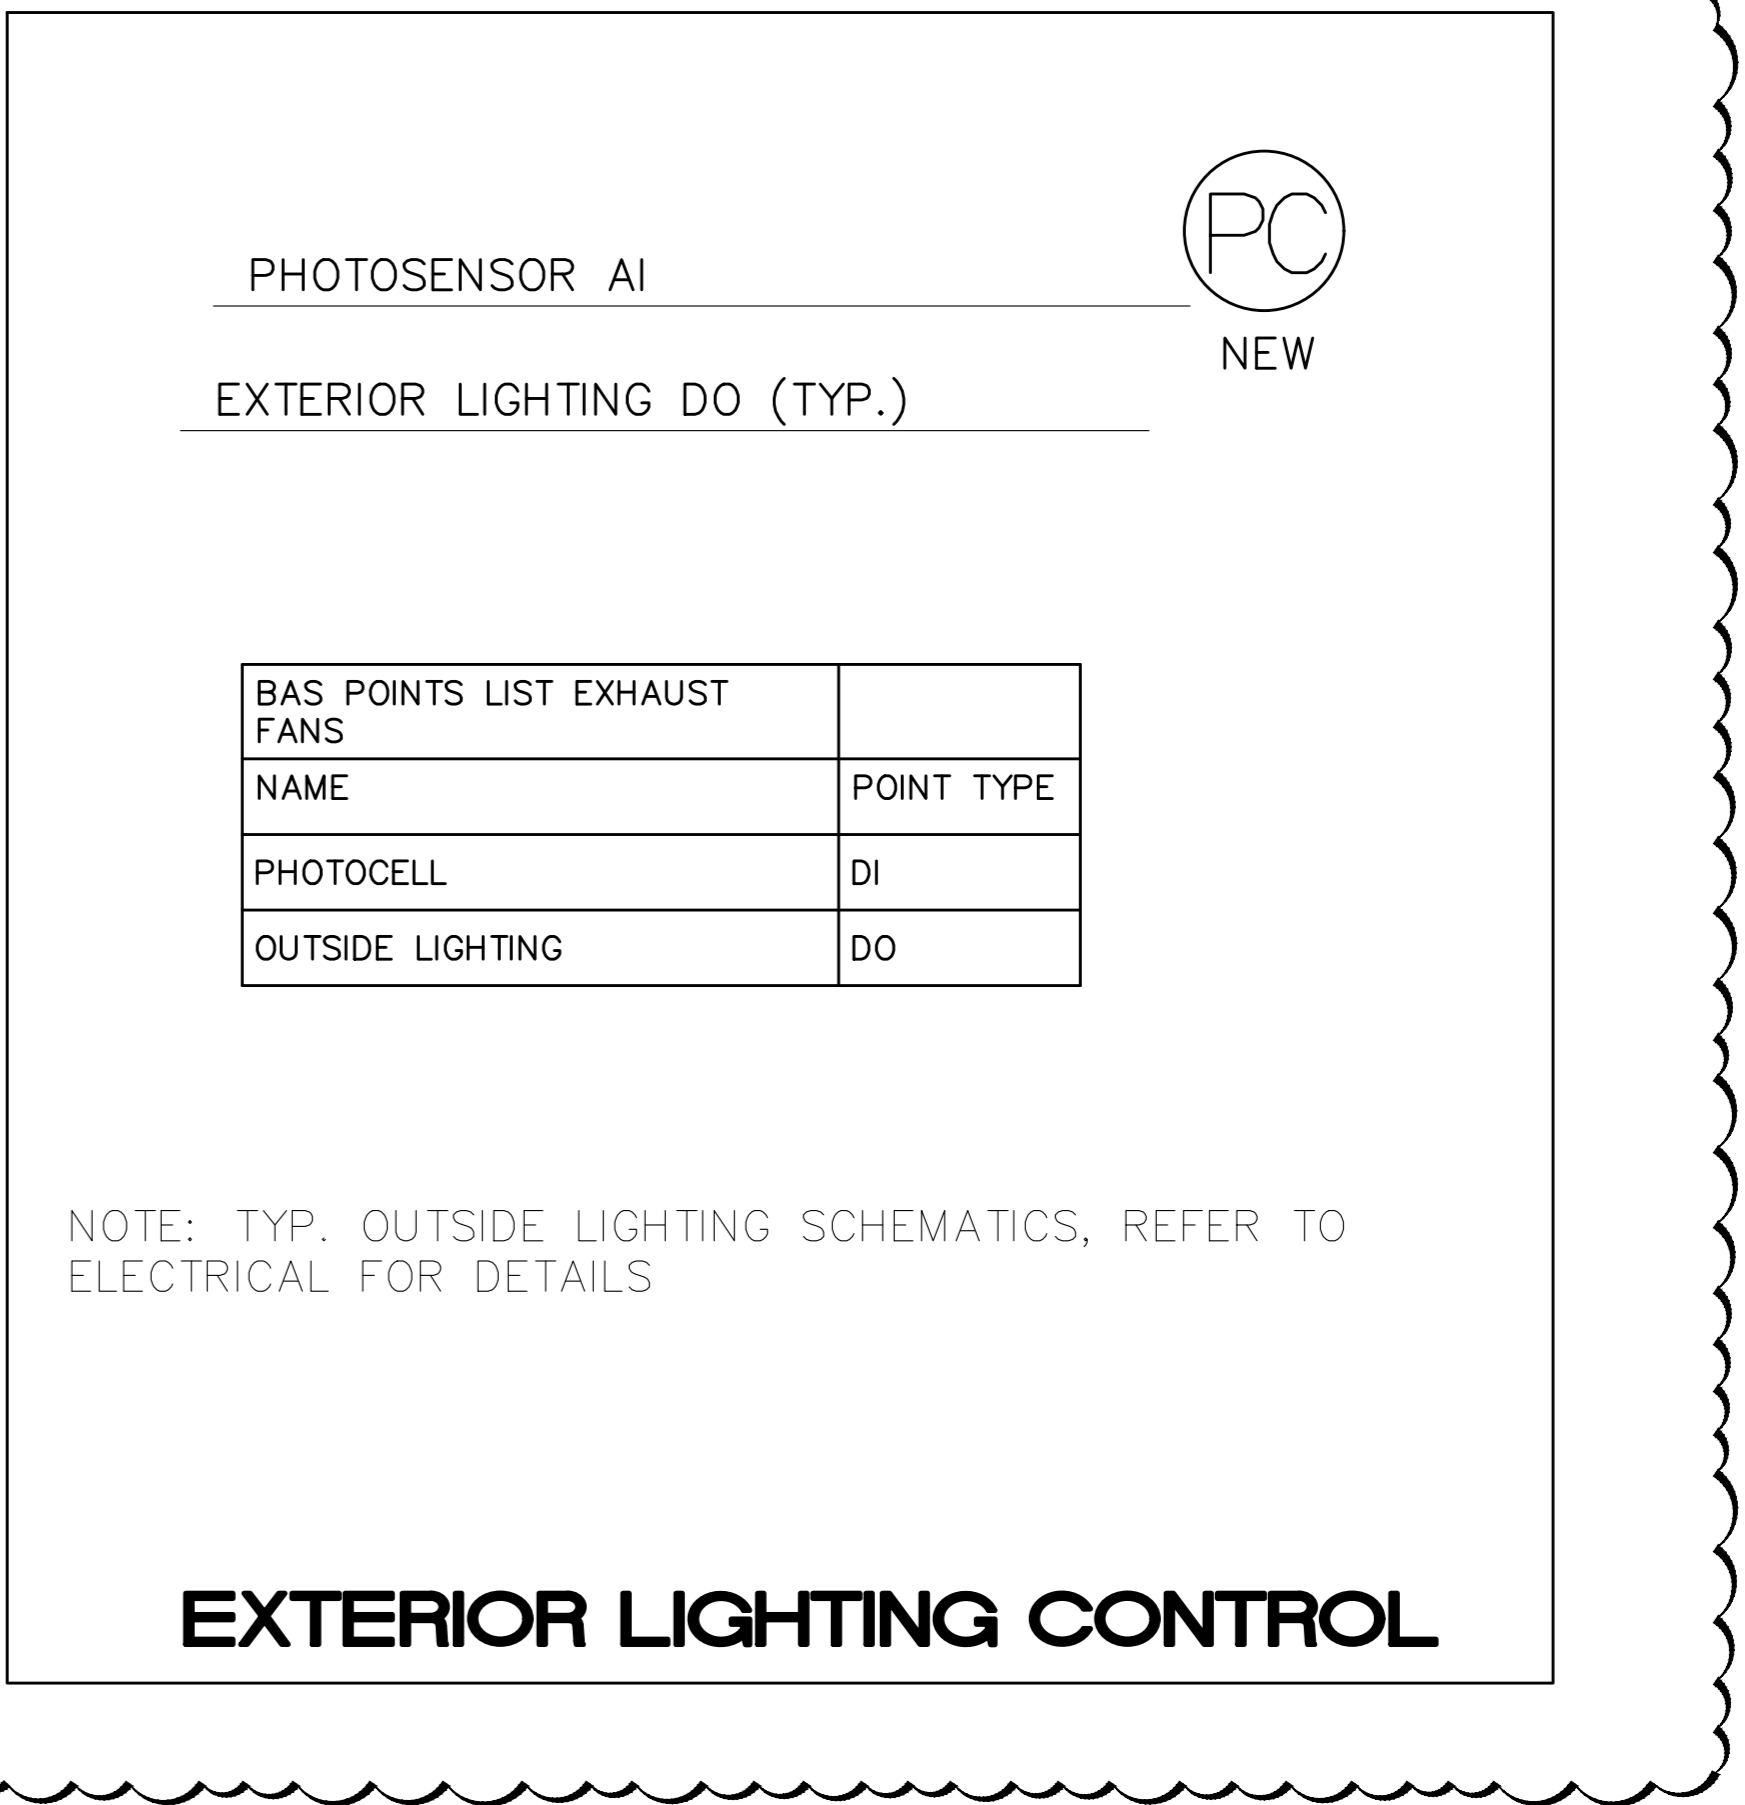 PC
PHOTOSENSOR AI
NEW
EXTERIOR LIGHTING DO (TYP.)
BAS POINTS LIST EXHAUST
FANS
NAME POINT TYPE
PHOTOCELL DI
OUTSIDE LIGHTING DO
NOTE: TYP. OUTSIDE LIGHTING SCHEMATICS, REFER TO
ELECTRICAL FOR DETAILS
EXTERIOR LIGHTING CONTROL